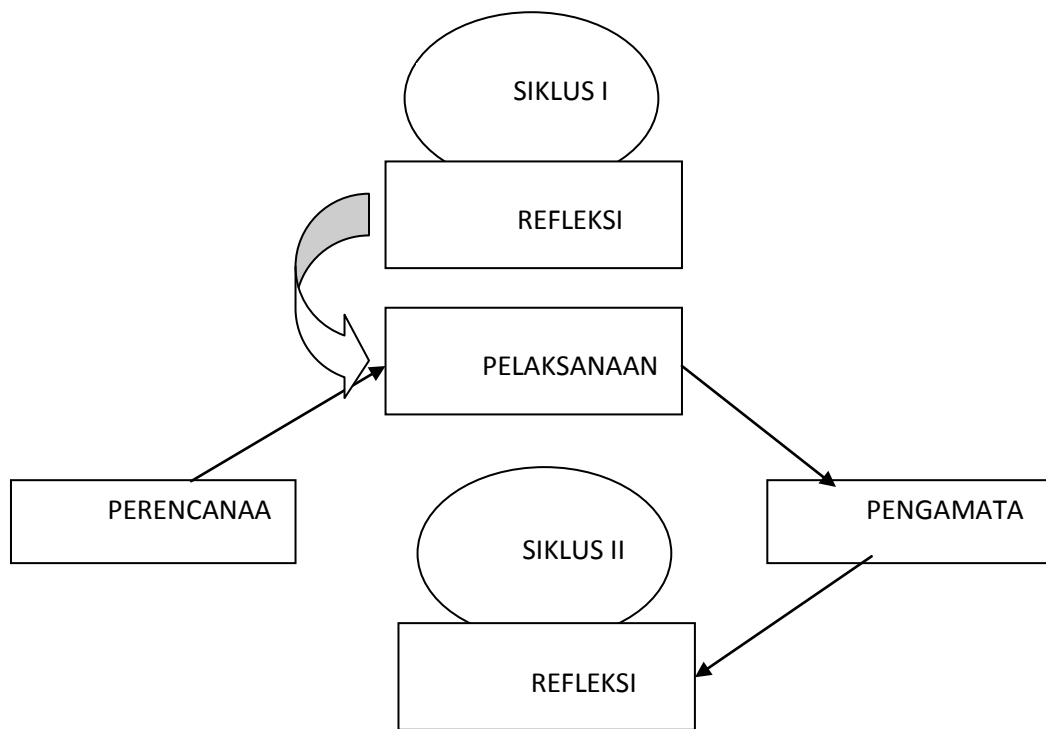 SIKLUS I
REFLEKSI
PELAKSANAAN
PERENCANAA
PENGAMATA
SIKLUS II
REFLEKSI